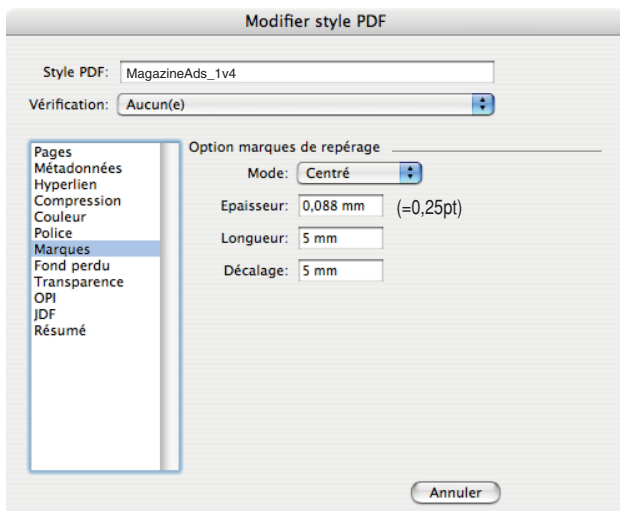 Modifier style PDF
Style PDF: MagazineAds_1v4
Vérification: Aucun(e)
Option marques de repérage
Pages
Métadonnées
Hyperlien
Compression
Couleur
Police
Marques
Fond perdu
Transparence
OPI
JDF
Résumé
Mode: Centré
Epaisseur: 0,088 mm (=0,25pt)
Longueur: 5 mm
Décalage: 5 mm
Annuler